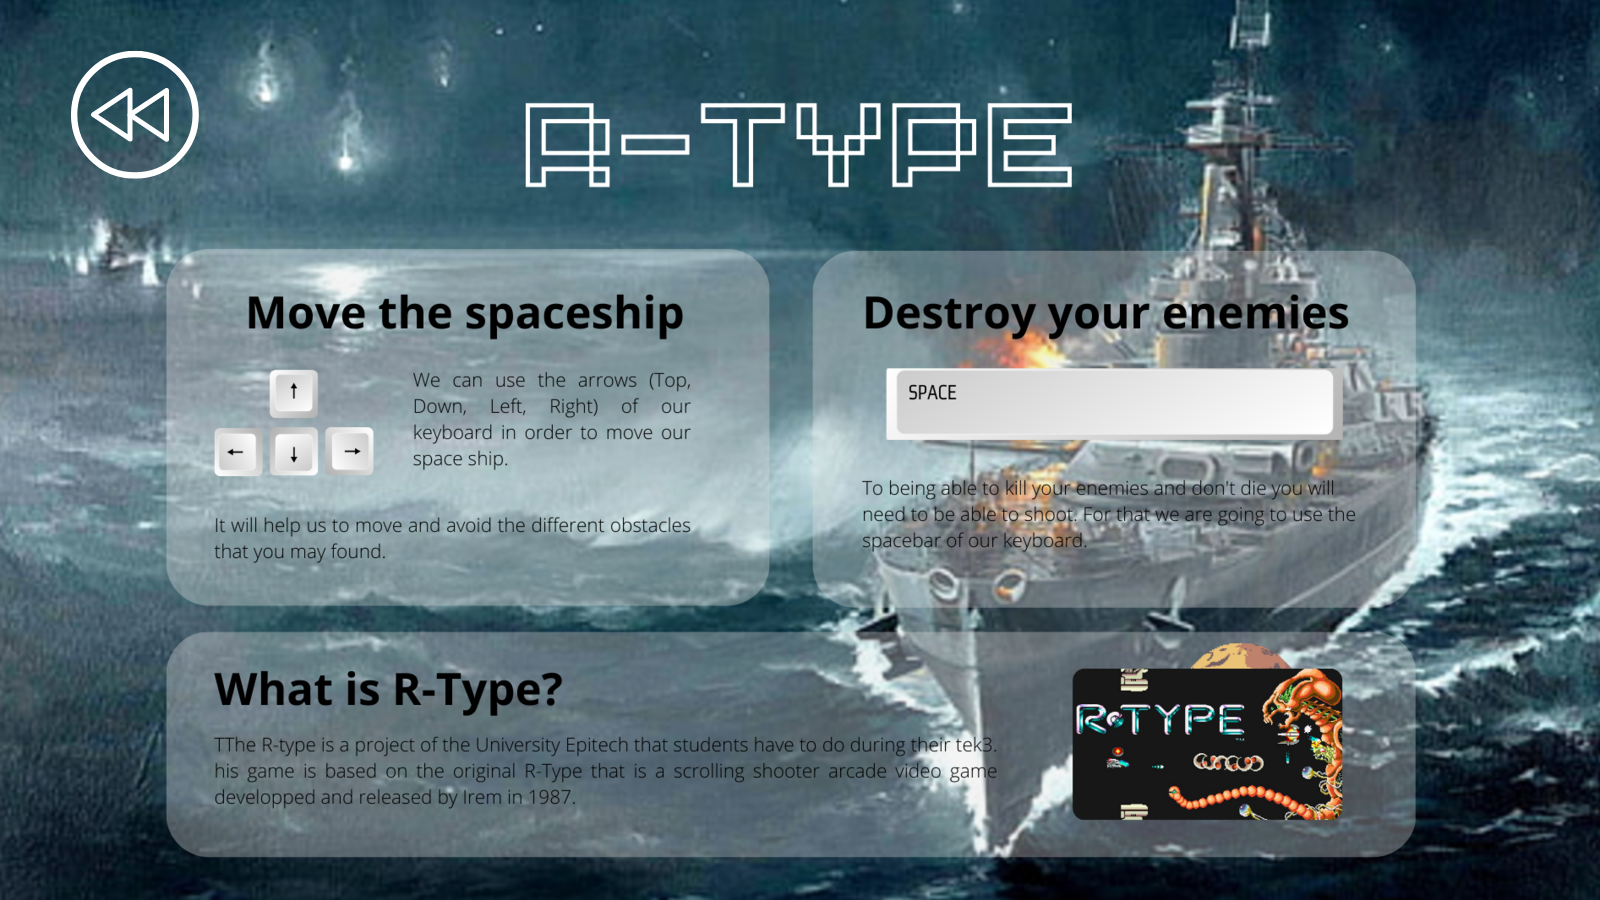 R-TYPE
Move the spaceship
We can use the arrows (Top,
Down, Left, Right) of our
keyboard in order to move our
space ship.
It will help us to move and avoid the different obstacles
that you may found.
Destroy your enemies
SPACE
To being able to kill your enemies and don't die you will
need to be able to shoot. For that we are going to use the
spacebar of our keyboard.
What is R-Type?
TThe R-type is a project of the University Epitech that students have to do during their tek3.
his game is based on the original R-Type that is a scrolling shooter arcade video game
developped and released by Irem in 1987.
R-TYPE